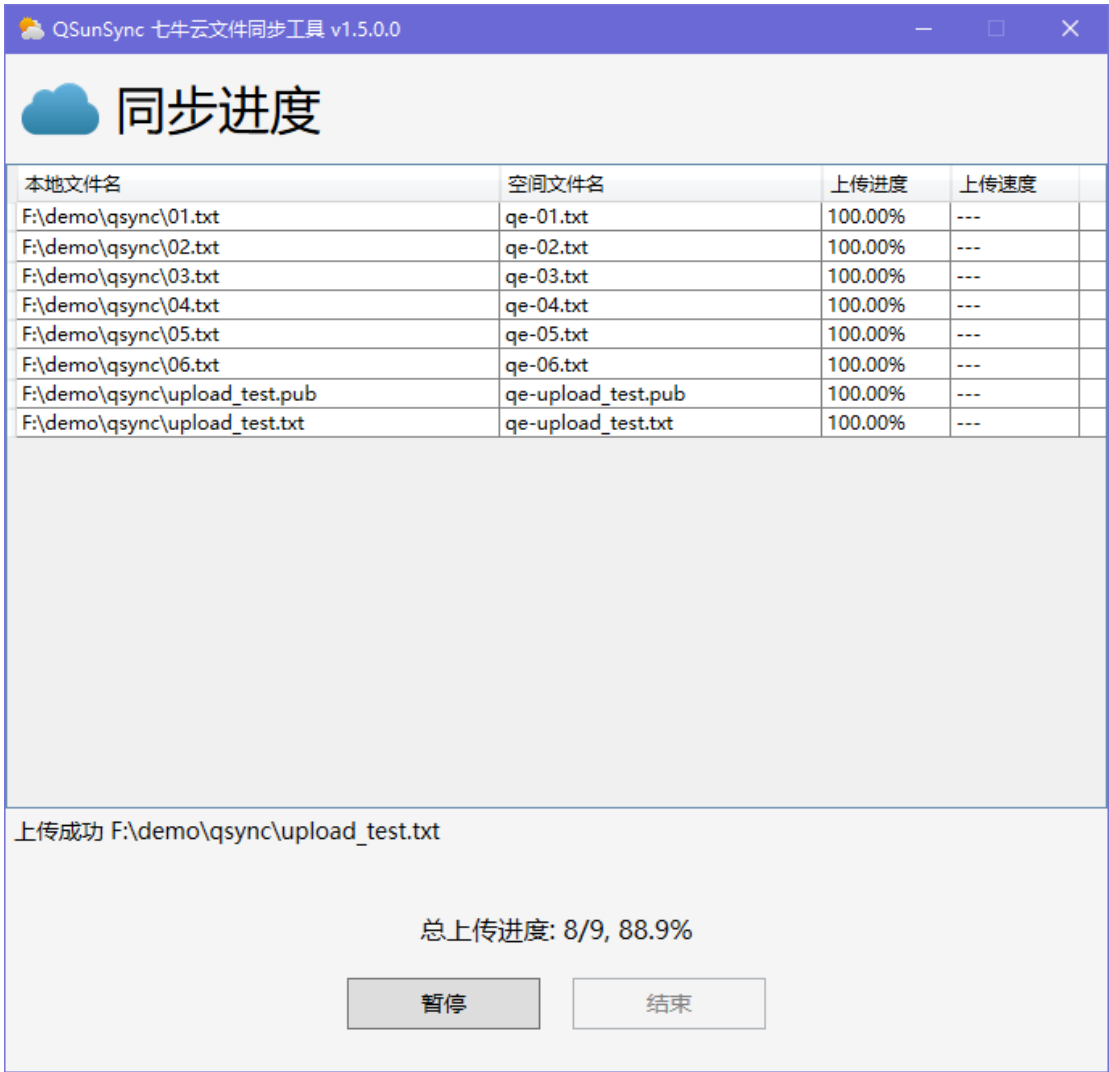 QSunSync 七牛云文件同步工具 v1.5.0.0
同步进度
本地文件名 空间文件名 上传进度 上传速度
F:\demo\qsync\01.txt qe-01.txt 100.00% ---
F:\demo\qsync\02.txt qe-02.txt 100.00% ---
F:\demo\qsync\03.txt qe-03.txt 100.00% ---
F:\demo\qsync\04.txt qe-04.txt 100.00% ---
F:\demo\qsync\05.txt qe-05.txt 100.00% ---
F:\demo\qsync\06.txt qe-06.txt 100.00% ---
F:\demo\qsync\upload_test.pub qe-upload_test.pub 100.00% ---
F:\demo\qsync\upload_test.txt qe-upload_test.txt 100.00% ---
上传成功 F:\demo\qsync\upload_test.txt
总上传进度: 8/9, 88.9%
暂停 结束